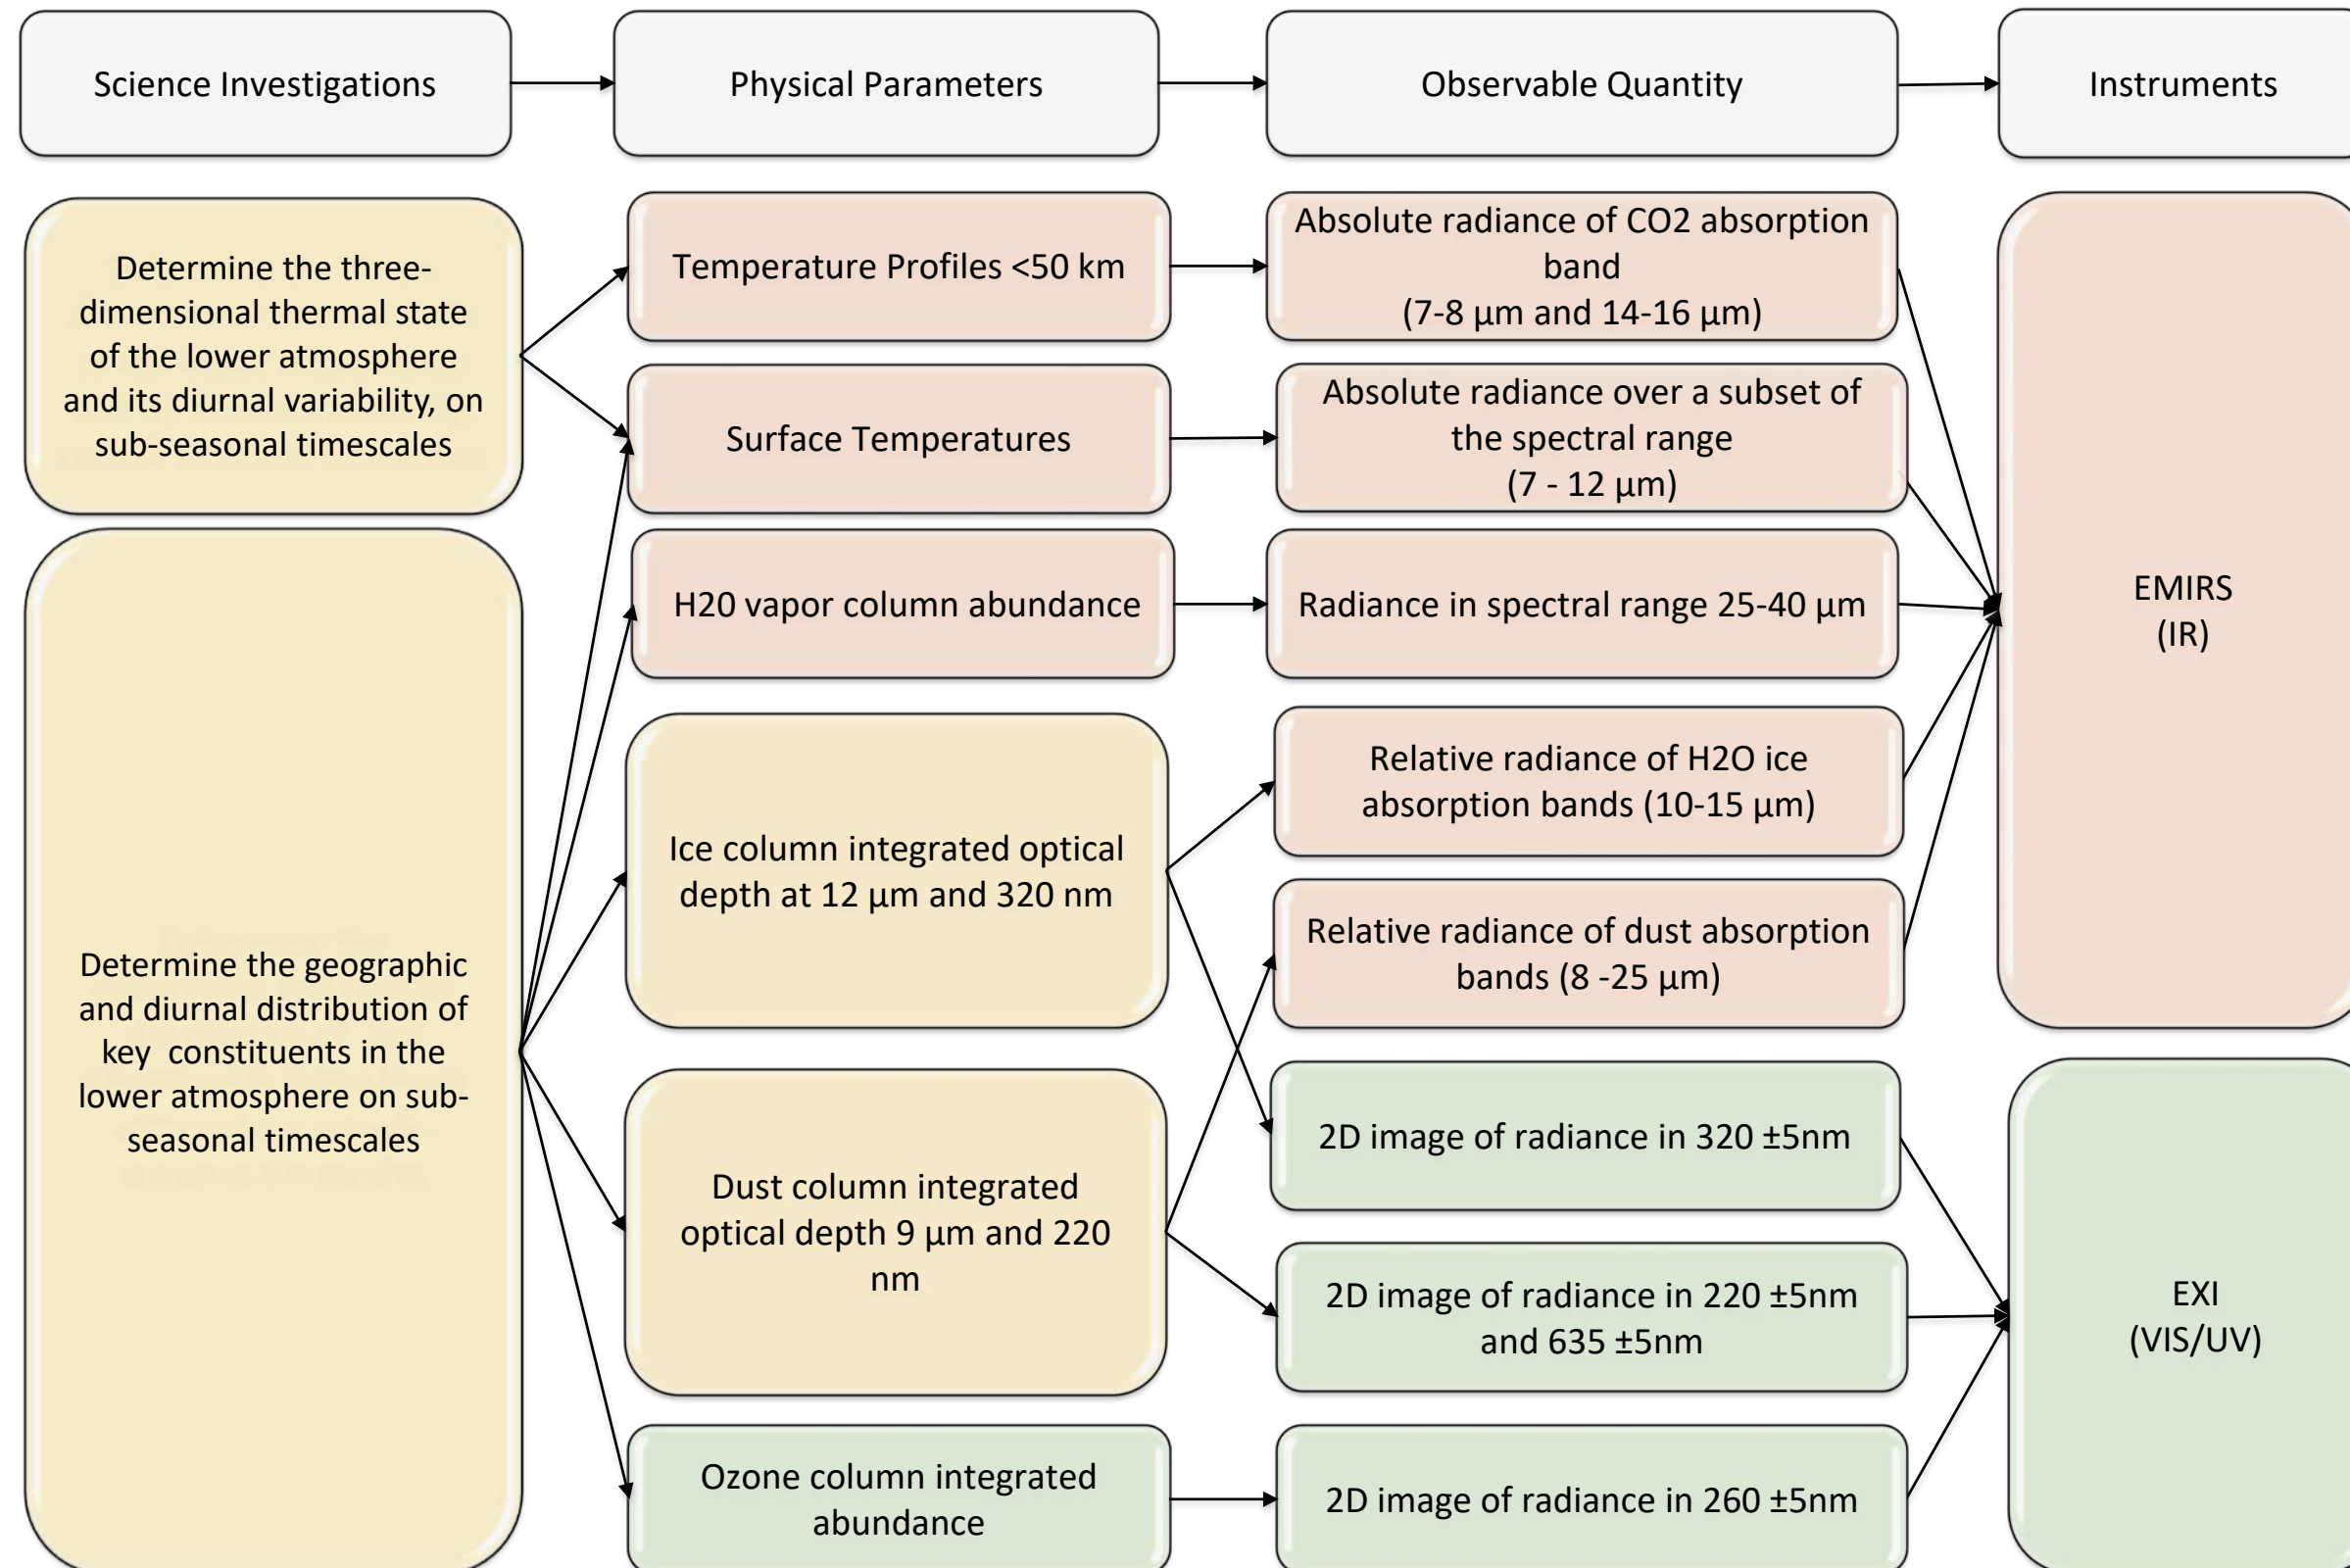 Science Investigations
Physical Parameters
Observable Quantity
Instruments
Determine the three-
dimensional thermal state
of the lower atmosphere
and its diurnal variability, on
sub-seasonal timescales
Determine the geographic
and diurnal distribution of
key  constituents in the
lower atmosphere on sub-
seasonal timescales
Temperature Profiles <50 km
Surface Temperatures
H20 vapor column abundance
Ice column integrated optical
depth at 12 µm and 320 nm
Dust column integrated
optical depth 9 µm and 220
nm
Ozone column integrated
abundance
Absolute radiance of CO2 absorption
band
(7-8 µm and 14-16 µm)
Absolute radiance over a subset of
the spectral range
(7 - 12 µm)
Radiance in spectral range 25-40 µm
Relative radiance of H2O ice
absorption bands (10-15 µm)
Relative radiance of dust absorption
bands (8 -25 µm)
2D image of radiance in 320 ±5nm
2D image of radiance in 220 ±5nm
and 635 ±5nm
2D image of radiance in 260 ±5nm
EMIRS
(IR)
EXI
(VIS/UV)